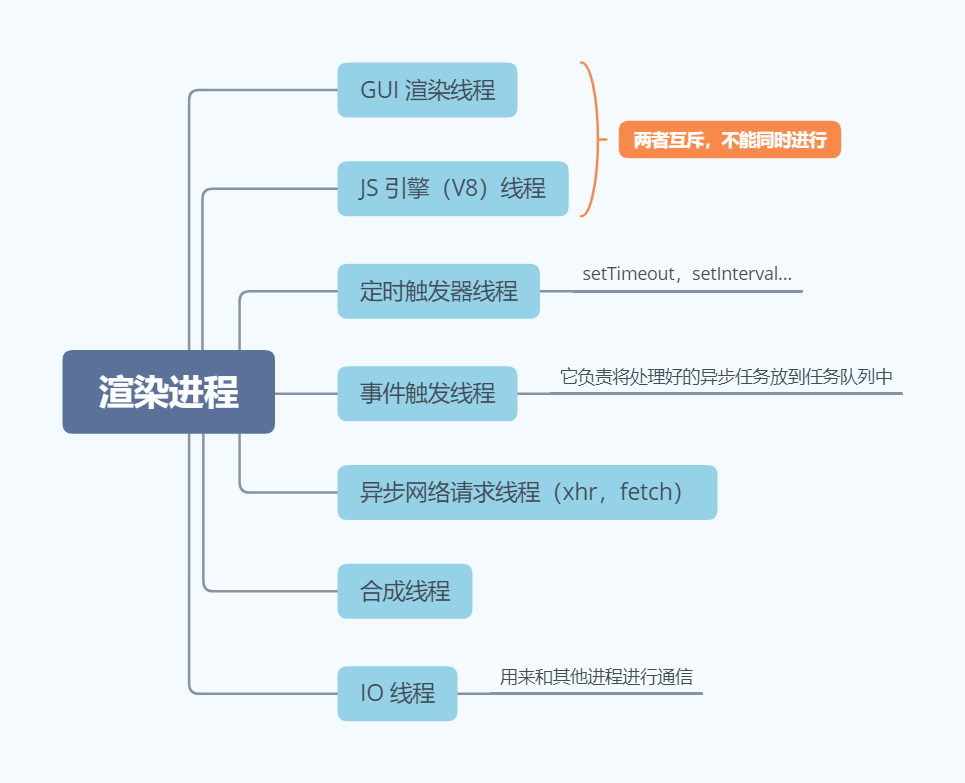 GUI 渲染线程
两者互斥，不能同时进行
JS 引擎（V8）线程
定时触发器线程
setTimeout，setInterval...
渲染进程
事件触发线程
它负责将处理好的异步任务放到任务队列中
异步网络请求线程（xhr，fetch）
合成线程
IO 线程
用来和其他进程进行通信